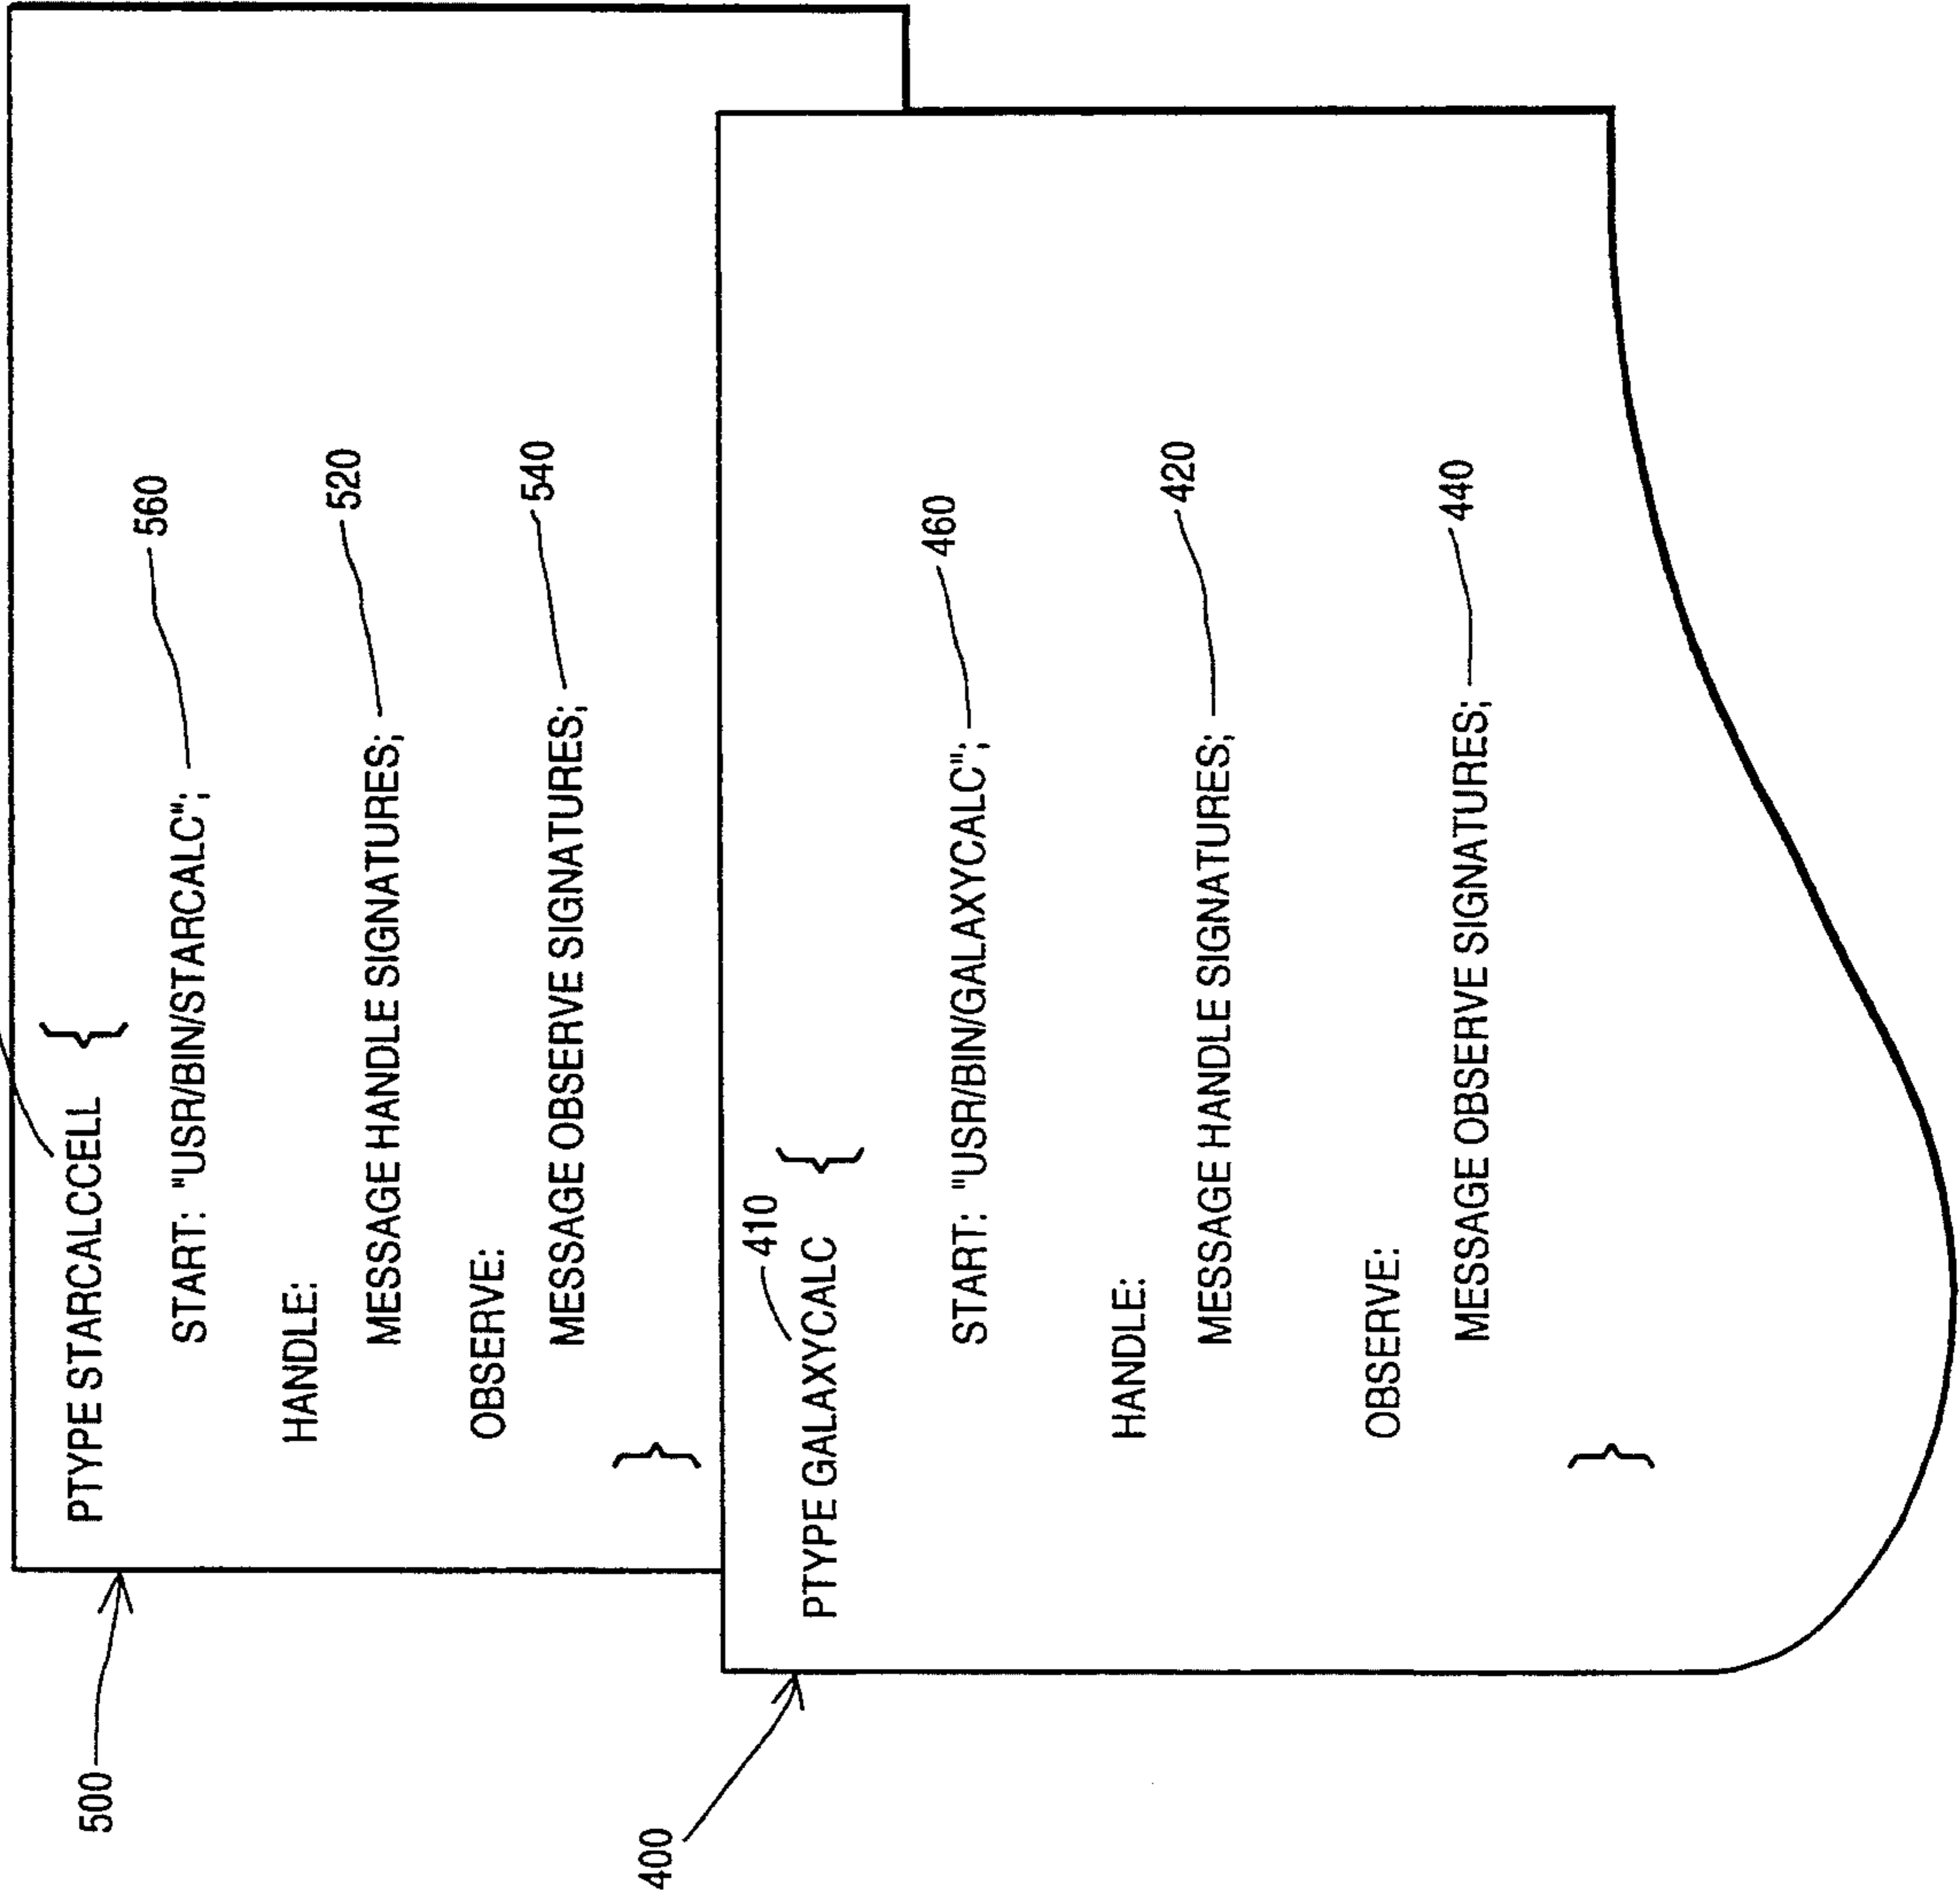 500
PTYPE STARCALCCELL {
START: "USR/BIN/STARCALC"; 560
HANDLE:
MESSAGE HANDLE SIGNATURES; 520
OBSERVE:
MESSAGE OBSERVE SIGNATURES; 540
}
400
410
PTYPE GALAXYCALC {
START: "USR/BIN/GALAXYCALC"; 460
HANDLE:
MESSAGE HANDLE SIGNATURES; 420
OBSERVE:
MESSAGE OBSERVE SIGNATURES; 440
}